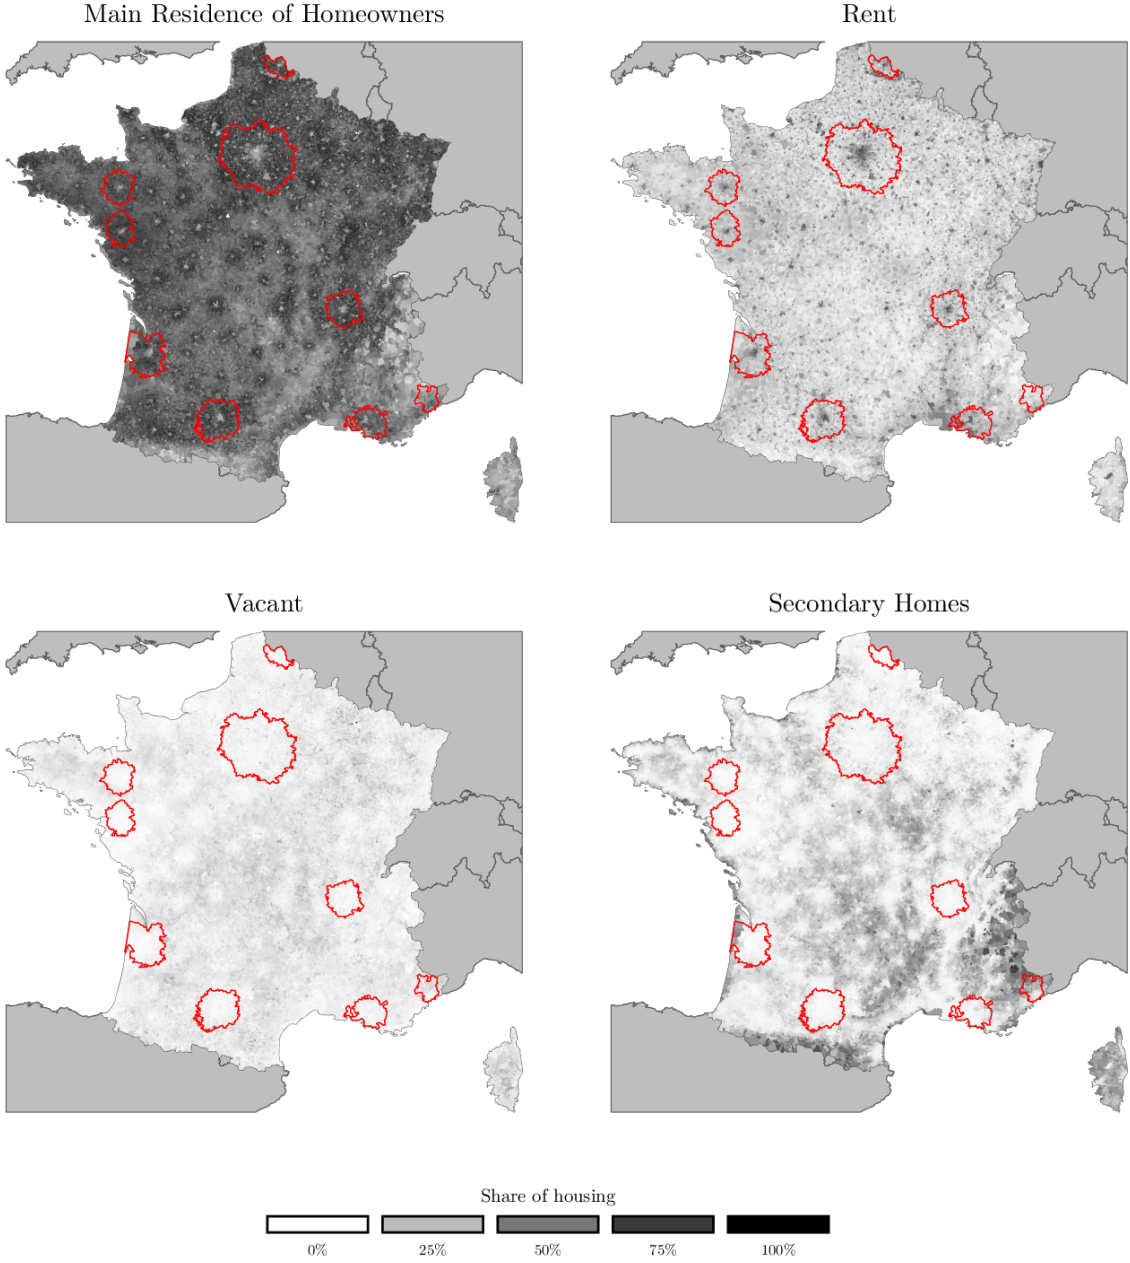 Main Residence of Homeowners
Rent
Vacant
Secondary Homes
Share of housing
0%
25%
50%
75%
100%